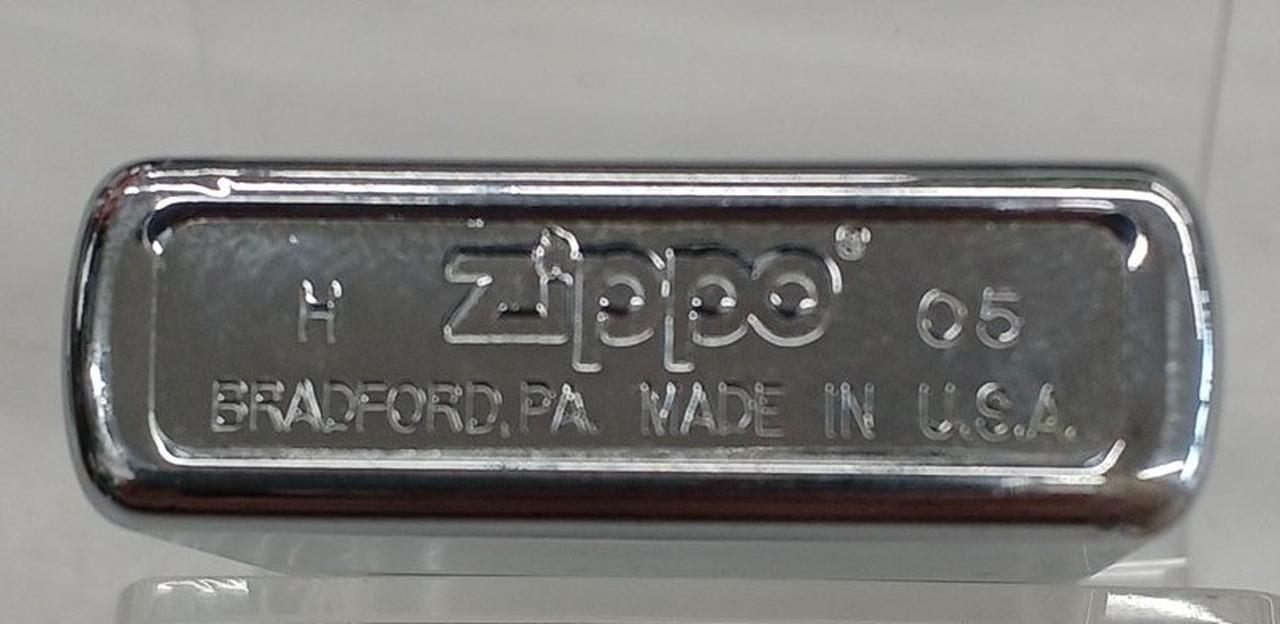 H zippo® 05
BRADFORD,PA. MADE IN U.S.A.